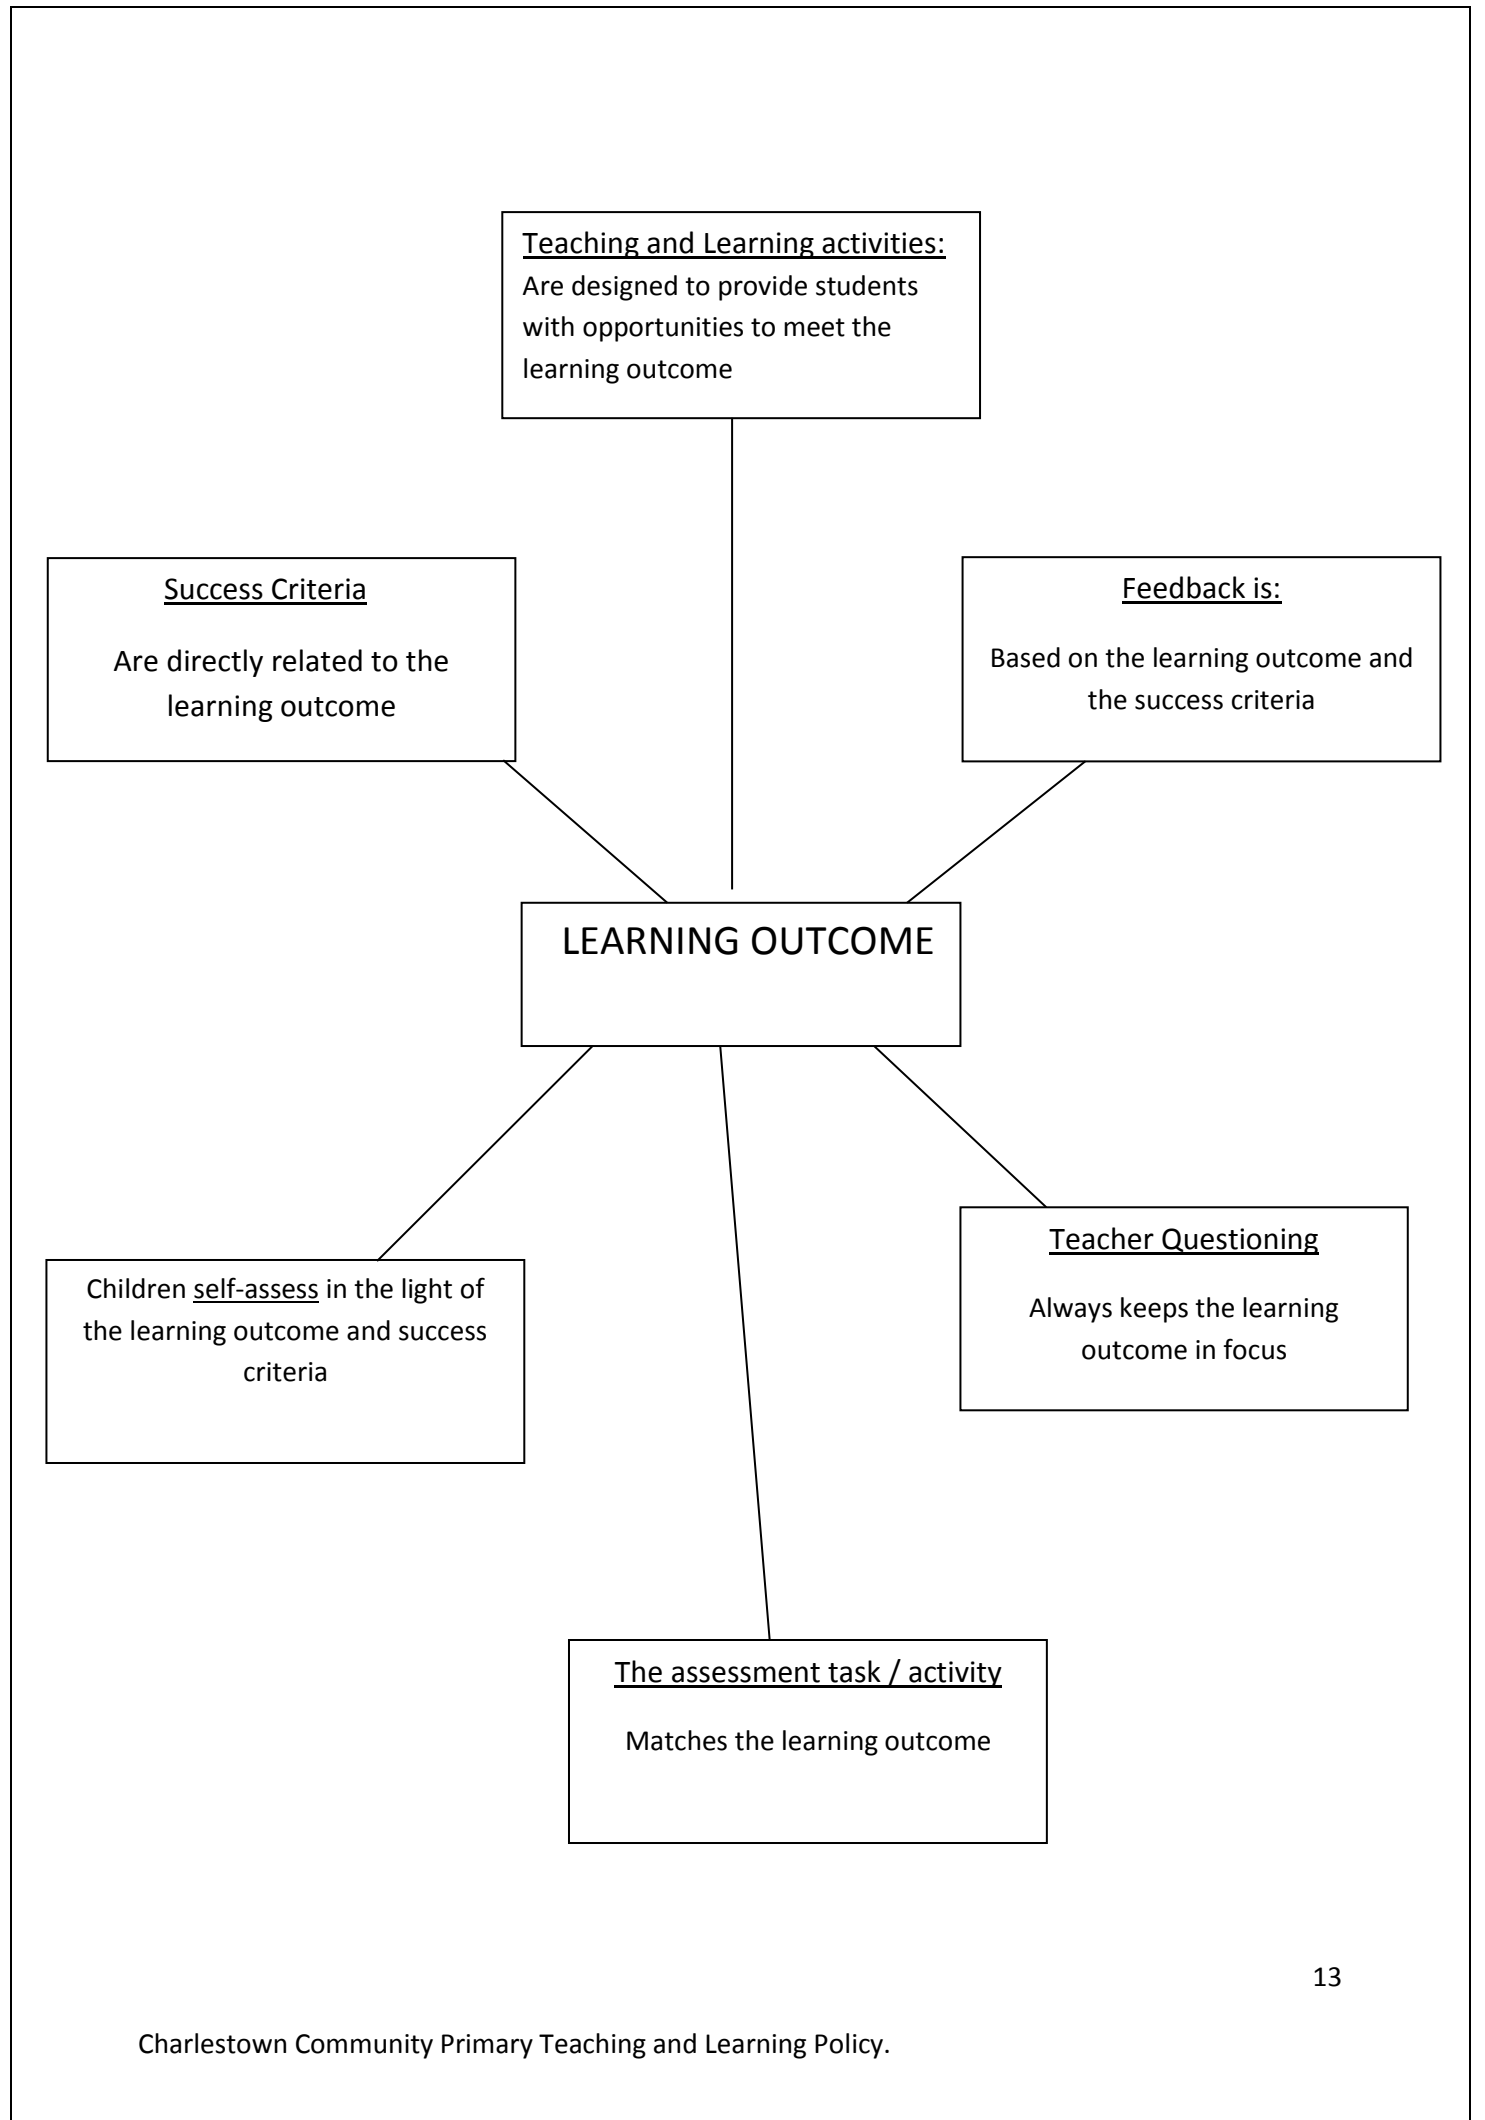 Teaching and Learning activities:
Are designed to provide students
with opportunities to meet the
learning outcome
Success Criteria
Are directly related to the
learning outcome
Feedback is:
Based on the learning outcome and
the success criteria
LEARNING OUTCOME
Children self-assess in the light of
the learning outcome and success
criteria
Teacher Questioning
Always keeps the learning
outcome in focus
The assessment task / activity
Matches the learning outcome
13
Charlestown Community Primary Teaching and Learning Policy.